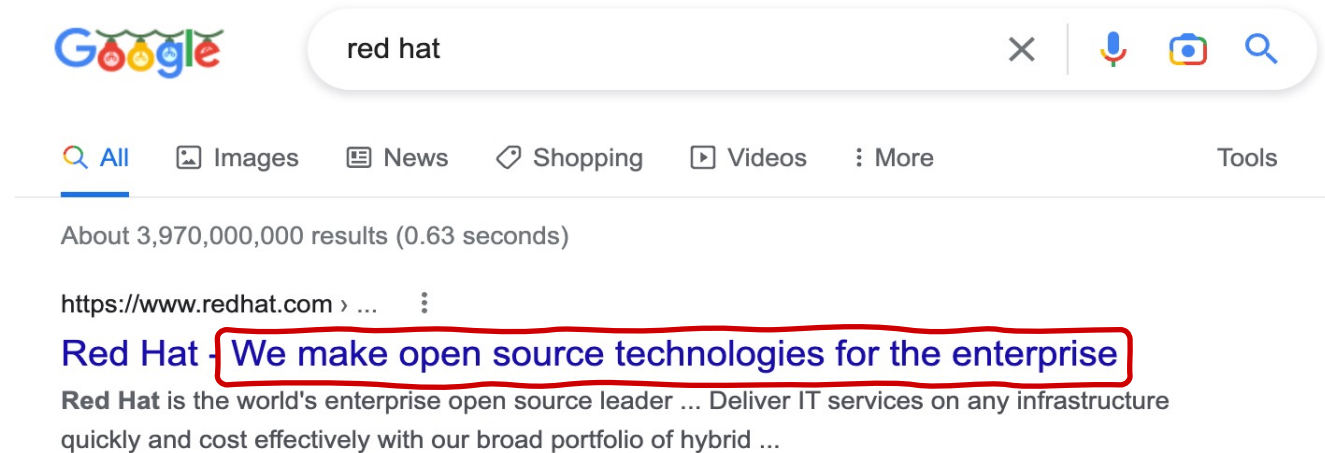 Google
red hat
All Images News Shopping Videos More Tools
About 3,970,000,000 results (0.63 seconds)
https://www.redhat.com › ...
Red Hat - We make open source technologies for the enterprise
Red Hat is the world's enterprise open source leader ... Deliver IT services on any infrastructure
quickly and cost effectively with our broad portfolio of hybrid ...